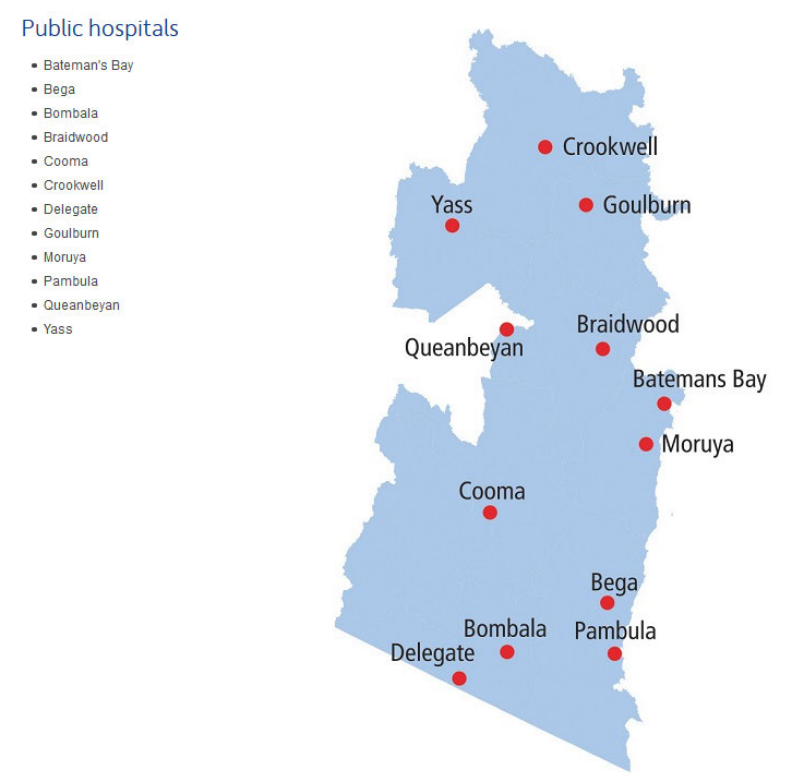 Public hospitals
Bateman's Bay
Bega
Bombala
Braidwood
Cooma
Crookwell
Delegate
Goulburn
Moruya
Pambula
Queanbeyan
Yass
Crookwell
Yass
Goulburn
Braidwood
Queanbeyan
Batemans Bay
Moruya
Cooma
Bega
Bombala
Pambula
Delegate